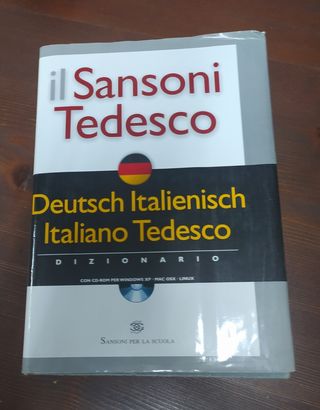 il Sansoni
Tedesco
Deutsch Italienisch
Italiano Tedesco
DIZIONARIO
CON CD-ROM PER WINDOWS XP · MAC OSX · LINUX
SANSONI PER LA SCUOLA